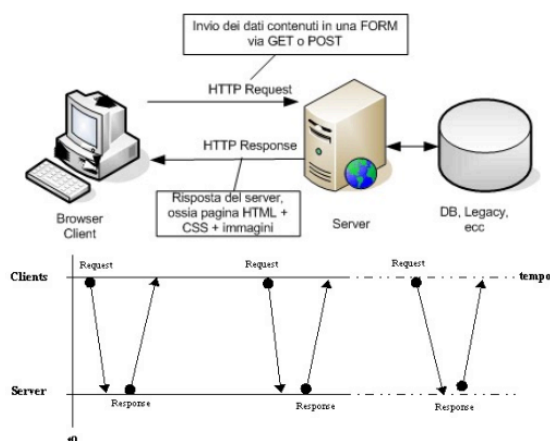 Invio dei dati contenuti in una FORM
via GET o POST
HTTP Request
HTTP Response
Risposta del server,
ossia pagina HTML +
CSS + immagini
Browser
Client
Server
DB, Legacy,
ecc
Request
Request
Request
Clients
tempo
Server
Response
Response
Response
t0